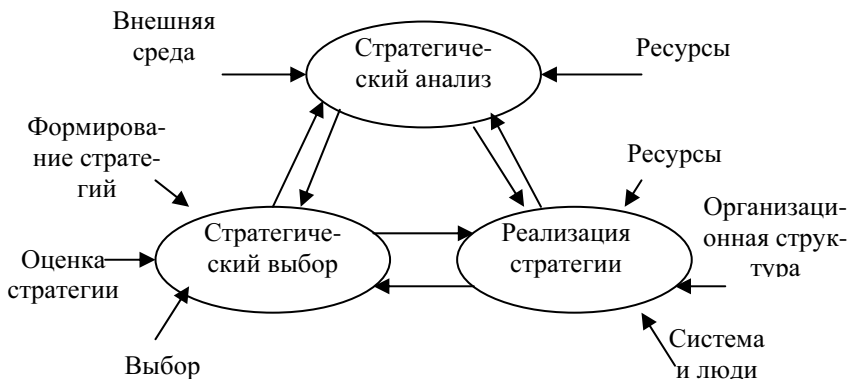 Внешняя
среда
Стратегиче-
ский анализ
Ресурсы
Формирова-
ние страте-
гий
Ресурсы
Стратегиче-
ский выбор
Реализация
стратегии
Организаци-
онная струк-
тура
Оценка
стратегии
Выбор
Система
и люди